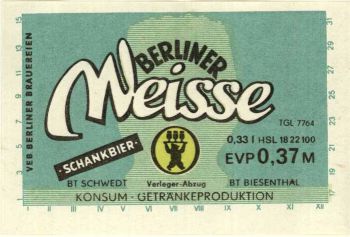 VEB BERLINER BRAUEREIEN
BERLINER
Weisse
TGL 7764
0,33 l HSL 18 22 100
EVP 0,37 M
SCHANKBIER
BT SCHWEDT
Verleger-Abzug
BT BIESENTHAL
KONSUM - GETRÄNKEPRODUKTION